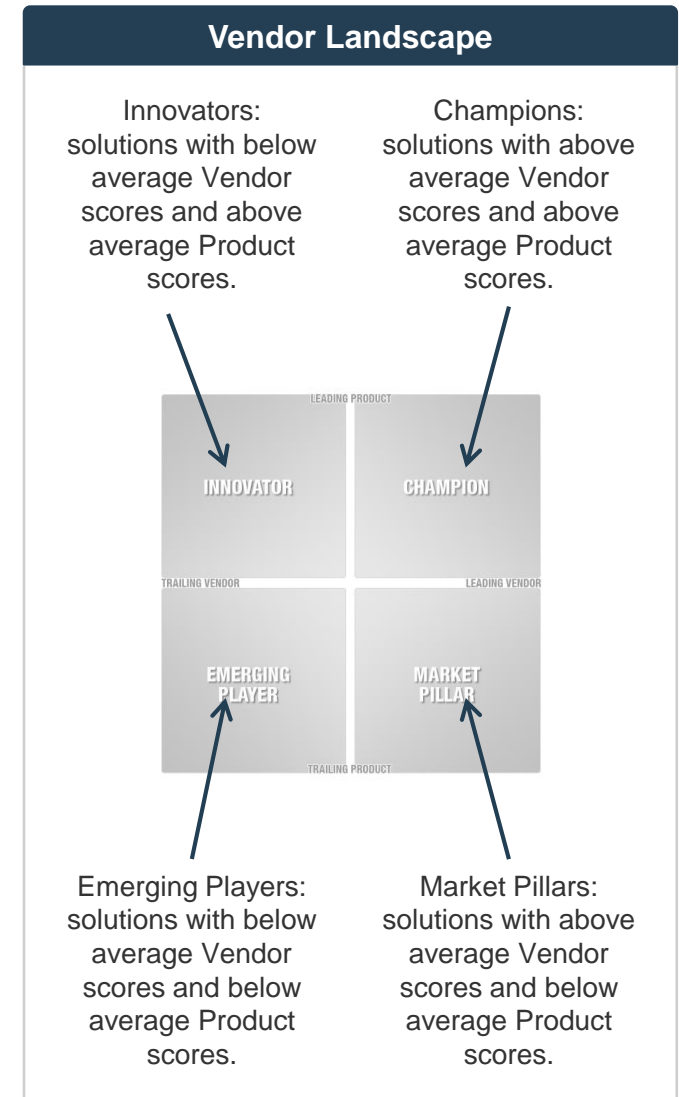 Vendor Landscape
Innovators:
solutions with below
average Vendor
scores and above
average Product
scores.
Champions:
solutions with above
average Vendor
scores and above
average Product
scores.
LEADING PRODUCT
INNOVATOR
CHAMPION
TRAILING VENDOR
LEADING VENDOR
EMERGING
PLAYER
MARKET
PILLAR
TRAILING PRODUCT
Emerging Players:
solutions with below
average Vendor
scores and below
average Product
scores.
Market Pillars:
solutions with above
average Vendor
scores and below
average Product
scores.